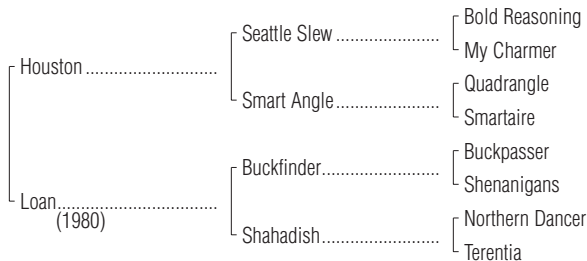 Bold Reasoning
Seattle Slew ........................
My Charmer
Houston ..............................
Quadrangle
Smart Angle........................
Smartaire
Buckpasser
Buckfinder..........................
Shenanigans
Loan.....................................
(1980)
Northern Dancer
Shahadish...........................
Terentia